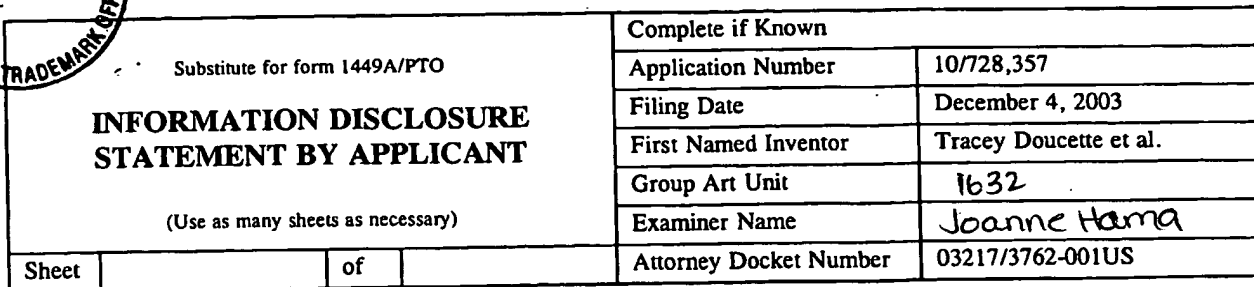 TRADEMARK OFF
Substitute for form 1449A/PTO
INFORMATION DISCLOSURE
STATEMENT BY APPLICANT
(Use as many sheets as necessary)
Sheet of
Complete if Known
Application Number 10/728,357
Filing Date December 4, 2003
First Named Inventor Tracey Doucette et al.
Group Art Unit 1632
Examiner Name Joanne Hama
Attorney Docket Number 03217/3762-001US